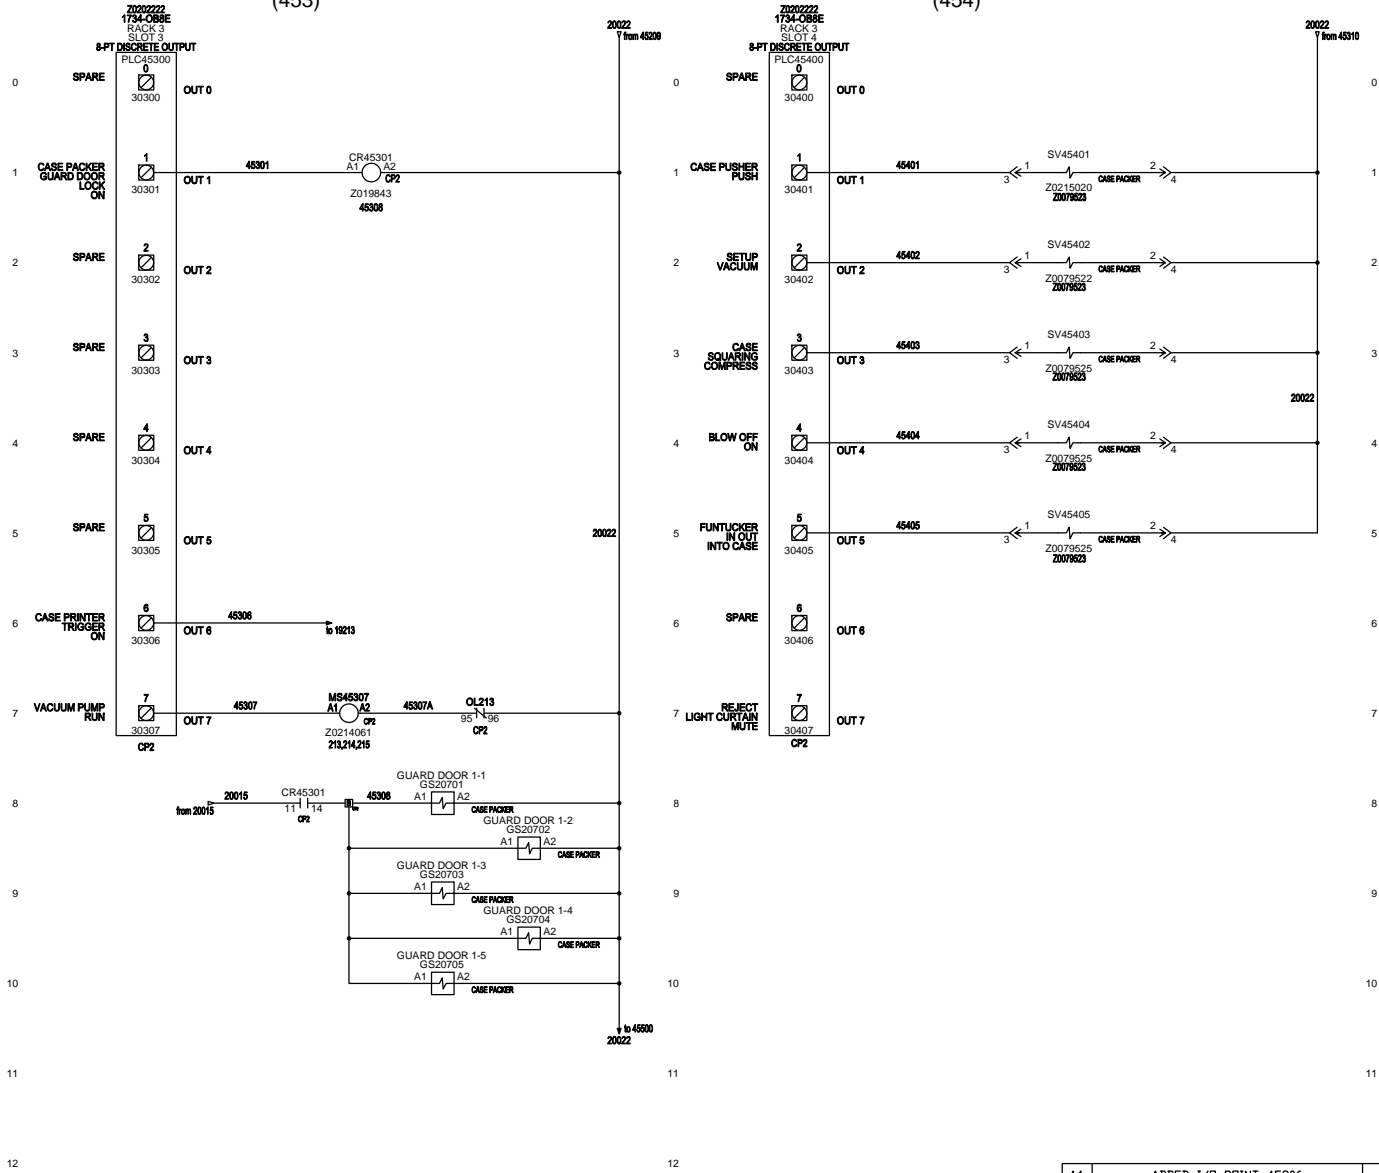 (453)
Z0202222
1734-OB8E
RACK 3
SLOT 3
8-PT DISCRETE OUTPUT
PLC45300
20022
from 45209
0
SPARE
0
30300
OUT 0
1
CASE PACKER
GUARD DOOR
LOCK
ON
1
30301
OUT 1
45301
CR45301
A1 A2
CP2
Z019843
45308
2
SPARE
2
30302
OUT 2
3
SPARE
3
30303
OUT 3
4
SPARE
4
30304
OUT 4
5
SPARE
5
30305
OUT 5
20022
6
CASE PRINTER
TRIGGER
ON
6
30306
OUT 6
45306
to 19213
7
VACUUM PUMP
RUN
7
30307
OUT 7
CP2
45307
MS45307
A1 A2
CP2
Z0214061
213,214,215
45307A
OL213
95 96
CP2
8
from 20015
20015
CR45301
11 14
CP2
45308
GUARD DOOR 1-1
GS20701
A1 A2
CASE PACKER
GUARD DOOR 1-2
GS20702
A1 A2
CASE PACKER
9
GUARD DOOR 1-3
GS20703
A1 A2
CASE PACKER
GUARD DOOR 1-4
GS20704
A1 A2
CASE PACKER
10
GUARD DOOR 1-5
GS20705
A1 A2
CASE PACKER
to 45500
20022
11
12
(454)
Z0202222
1734-OB8E
RACK 3
SLOT 4
8-PT DISCRETE OUTPUT
PLC45400
20022
from 45310
0
SPARE
0
30400
OUT 0
0
1
CASE PUSHER
PUSH
1
30401
OUT 1
45401
3
1
SV45401
Z0215020
Z0079523
CASE PACKER
2
4
1
2
SETUP
VACUUM
2
30402
OUT 2
45402
3
1
SV45402
Z0079522
Z0079523
CASE PACKER
2
4
2
3
CASE
SQUARING
COMPRESS
3
30403
OUT 3
45403
3
1
SV45403
Z0079525
Z0079523
CASE PACKER
2
4
3
20022
4
BLOW OFF
ON
4
30404
OUT 4
45404
3
1
SV45404
Z0079525
Z0079523
CASE PACKER
2
4
4
5
FUNTUCKER
IN OUT
INTO CASE
5
30405
OUT 5
45405
3
1
SV45405
Z0079525
Z0079523
CASE PACKER
2
4
5
6
SPARE
6
30406
OUT 6
6
7
REJECT
LIGHT CURTAIN
MUTE
7
30407
OUT 7
CP2
7
8
8
9
9
10
10
11
11
12